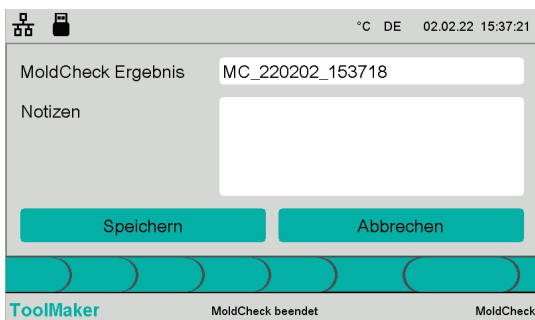 °C DE 02.02.22 15:37:21
MoldCheck Ergebnis MC_220202_153718
Notizen
Speichern Abbrechen
ToolMaker MoldCheck beendet MoldCheck